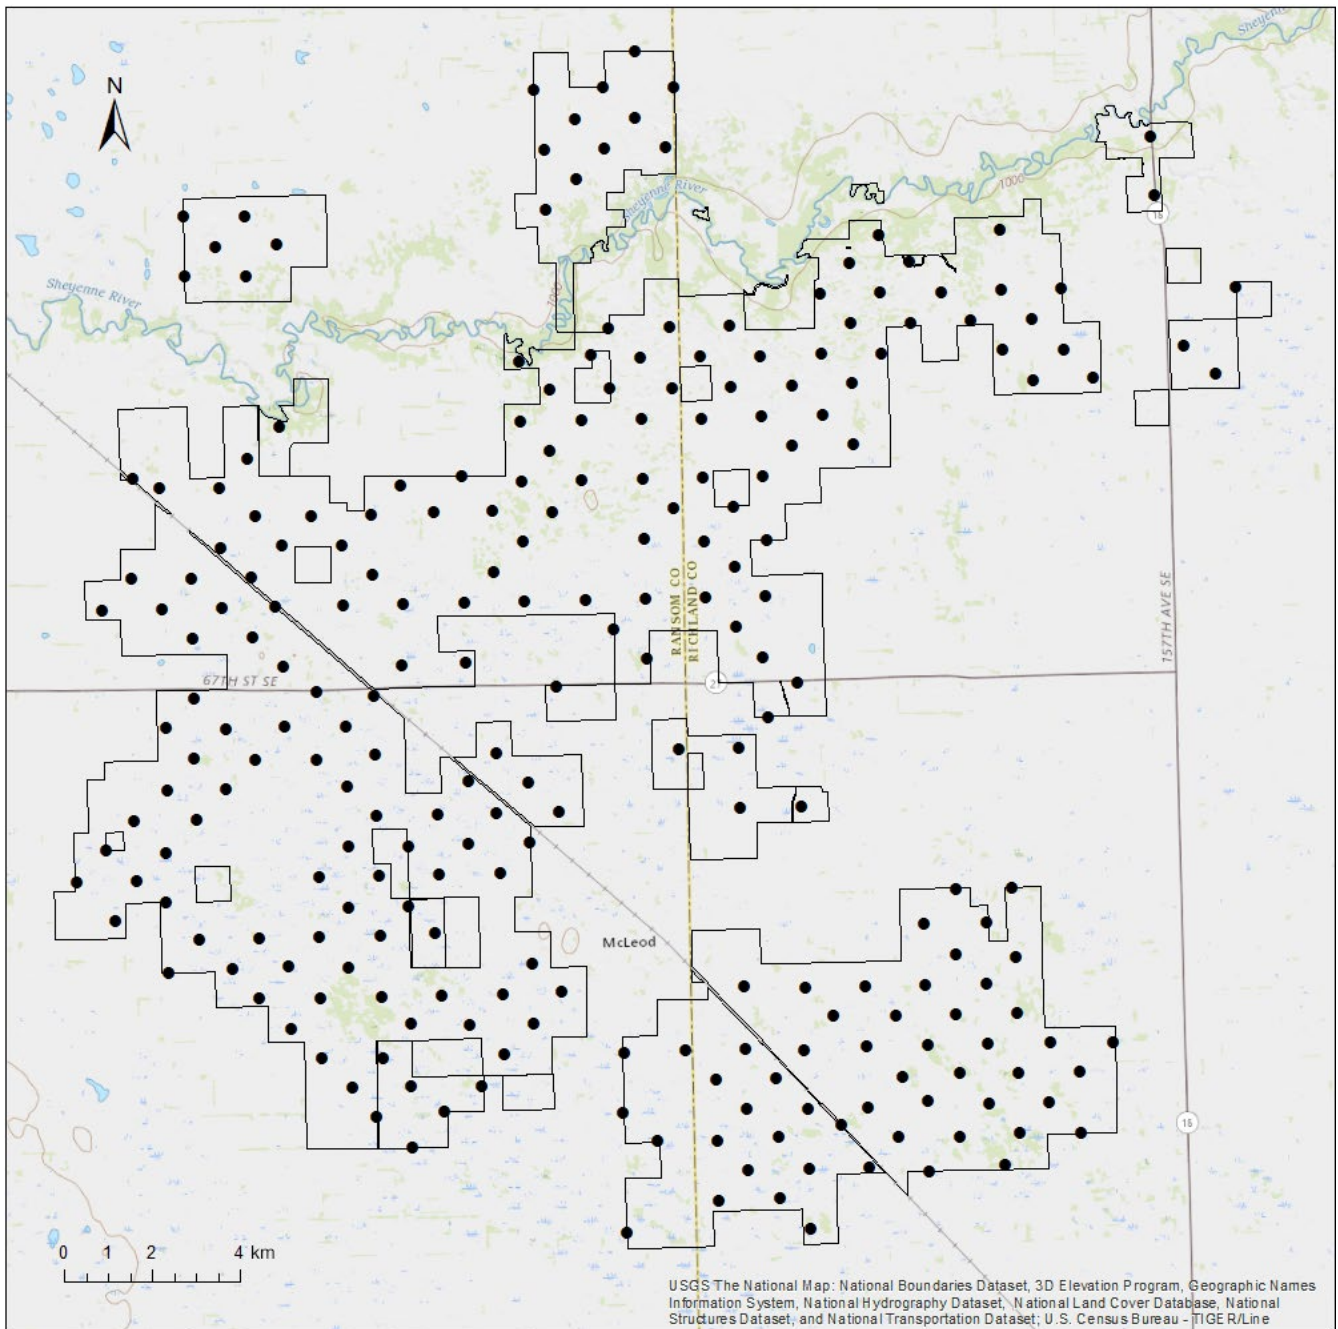 Sheyenne
N
Sheyenne River
1000
16
Sheyenne River
1000
RANSOM CO
RICHLAND CO
157TH AVE SE
67TH ST SE
McLeod
16
0 1 2 4 km
USGS The National Map: National Boundaries Dataset, 3D Elevation Program, Geographic Names
Information System, National Hydrography Dataset, National Land Cover Database, National
Structures Dataset, and National Transportation Dataset; U.S. Census Bureau - TIGER/Line